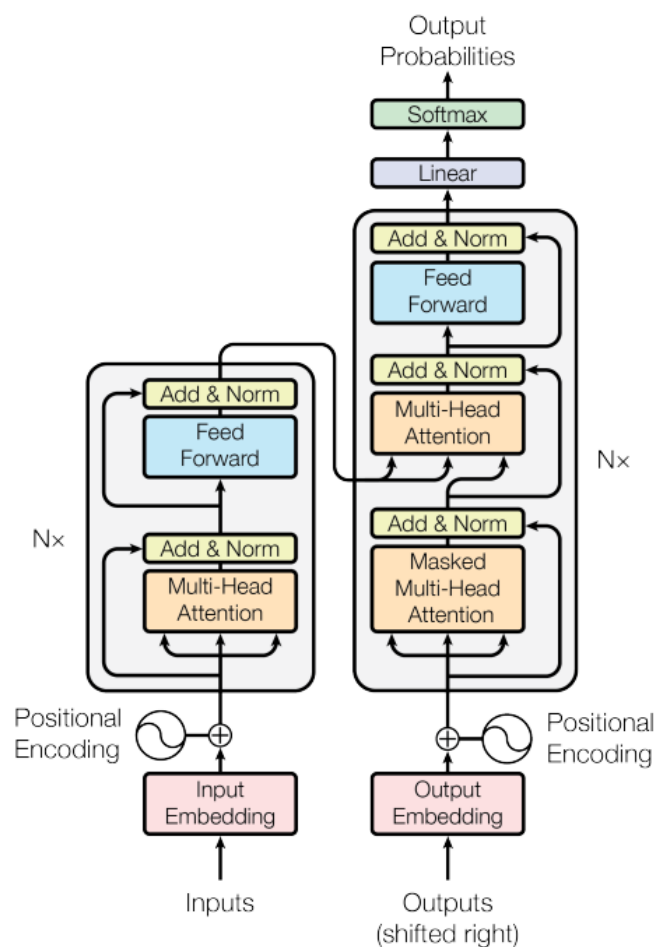 Output
Probabilities
Softmax
Linear
Add & Norm
Feed
Forward
Add & Norm
Multi-Head
Attention
Add & Norm
Masked
Multi-Head
Attention
N×
Add & Norm
Feed
Forward
Add & Norm
Multi-Head
Attention
N×
Positional
Encoding
Positional
Encoding
Input
Embedding
Output
Embedding
Inputs
Outputs
(shifted right)